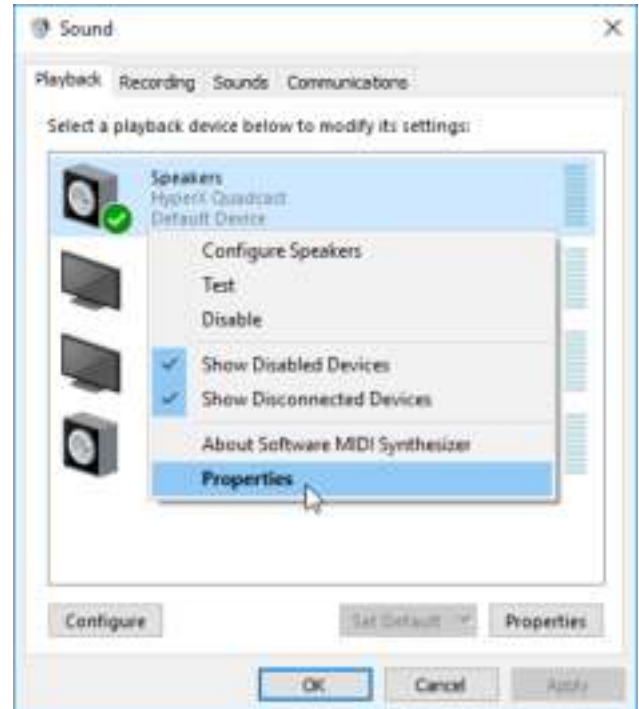 Sound
Playback Recording Sounds Communications
Select a playback device below to modify its settings:
Speakers
HyperX Quadcast
Default Device
Configure Speakers
Test
Disable
Show Disabled Devices
Show Disconnected Devices
About Software MIDI Synthesizer
Properties
Configure Set Default Properties
OK Cancel Apply